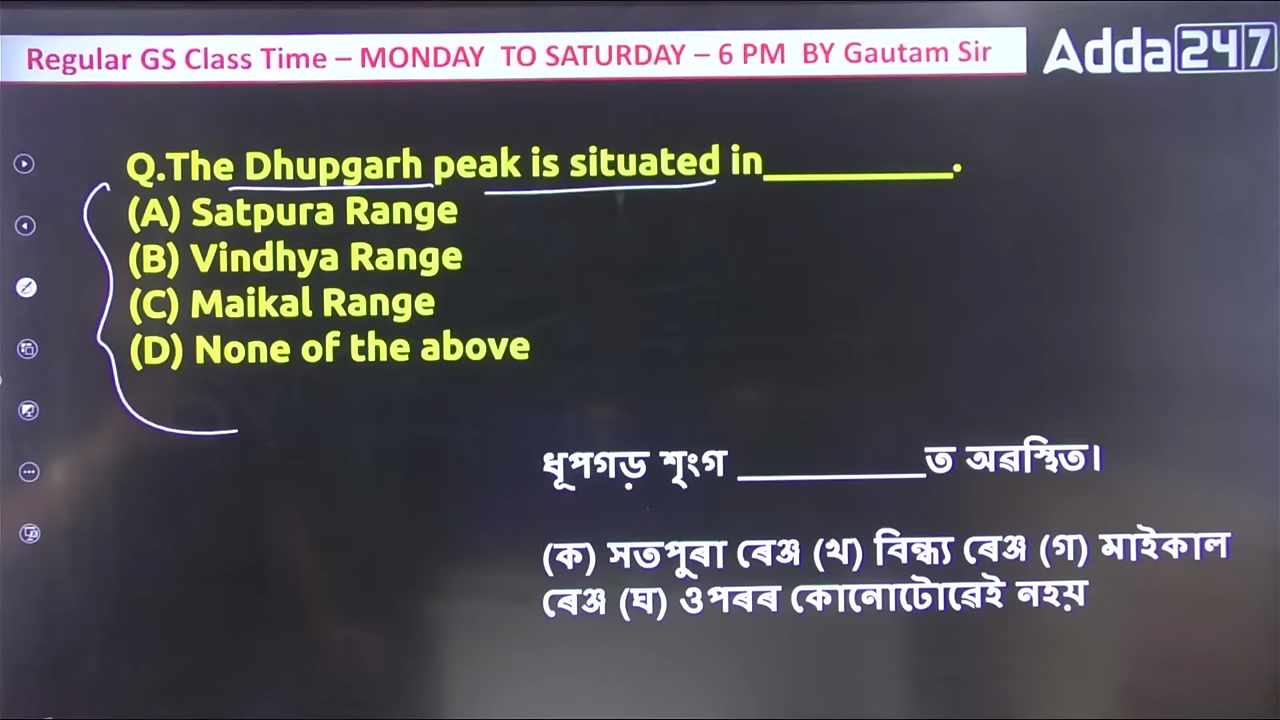 Regular GS Class Time – MONDAY TO SATURDAY – 6 PM BY Gautam Sir
Adda247
Q.The Dhupgarh peak is situated in__________.
(A) Satpura Range
(B) Vindhya Range
(C) Maikal Range
(D) None of the above
ধূপগড় শৃংগ __________ত অৱস্থিত।
(ক) সতপুৰা ৰেঞ্জ (খ) বিন্ধ্য ৰেঞ্জ (গ) মাইকাল
ৰেঞ্জ (ঘ) ওপৰৰ কোনোটোৱেই নহয়